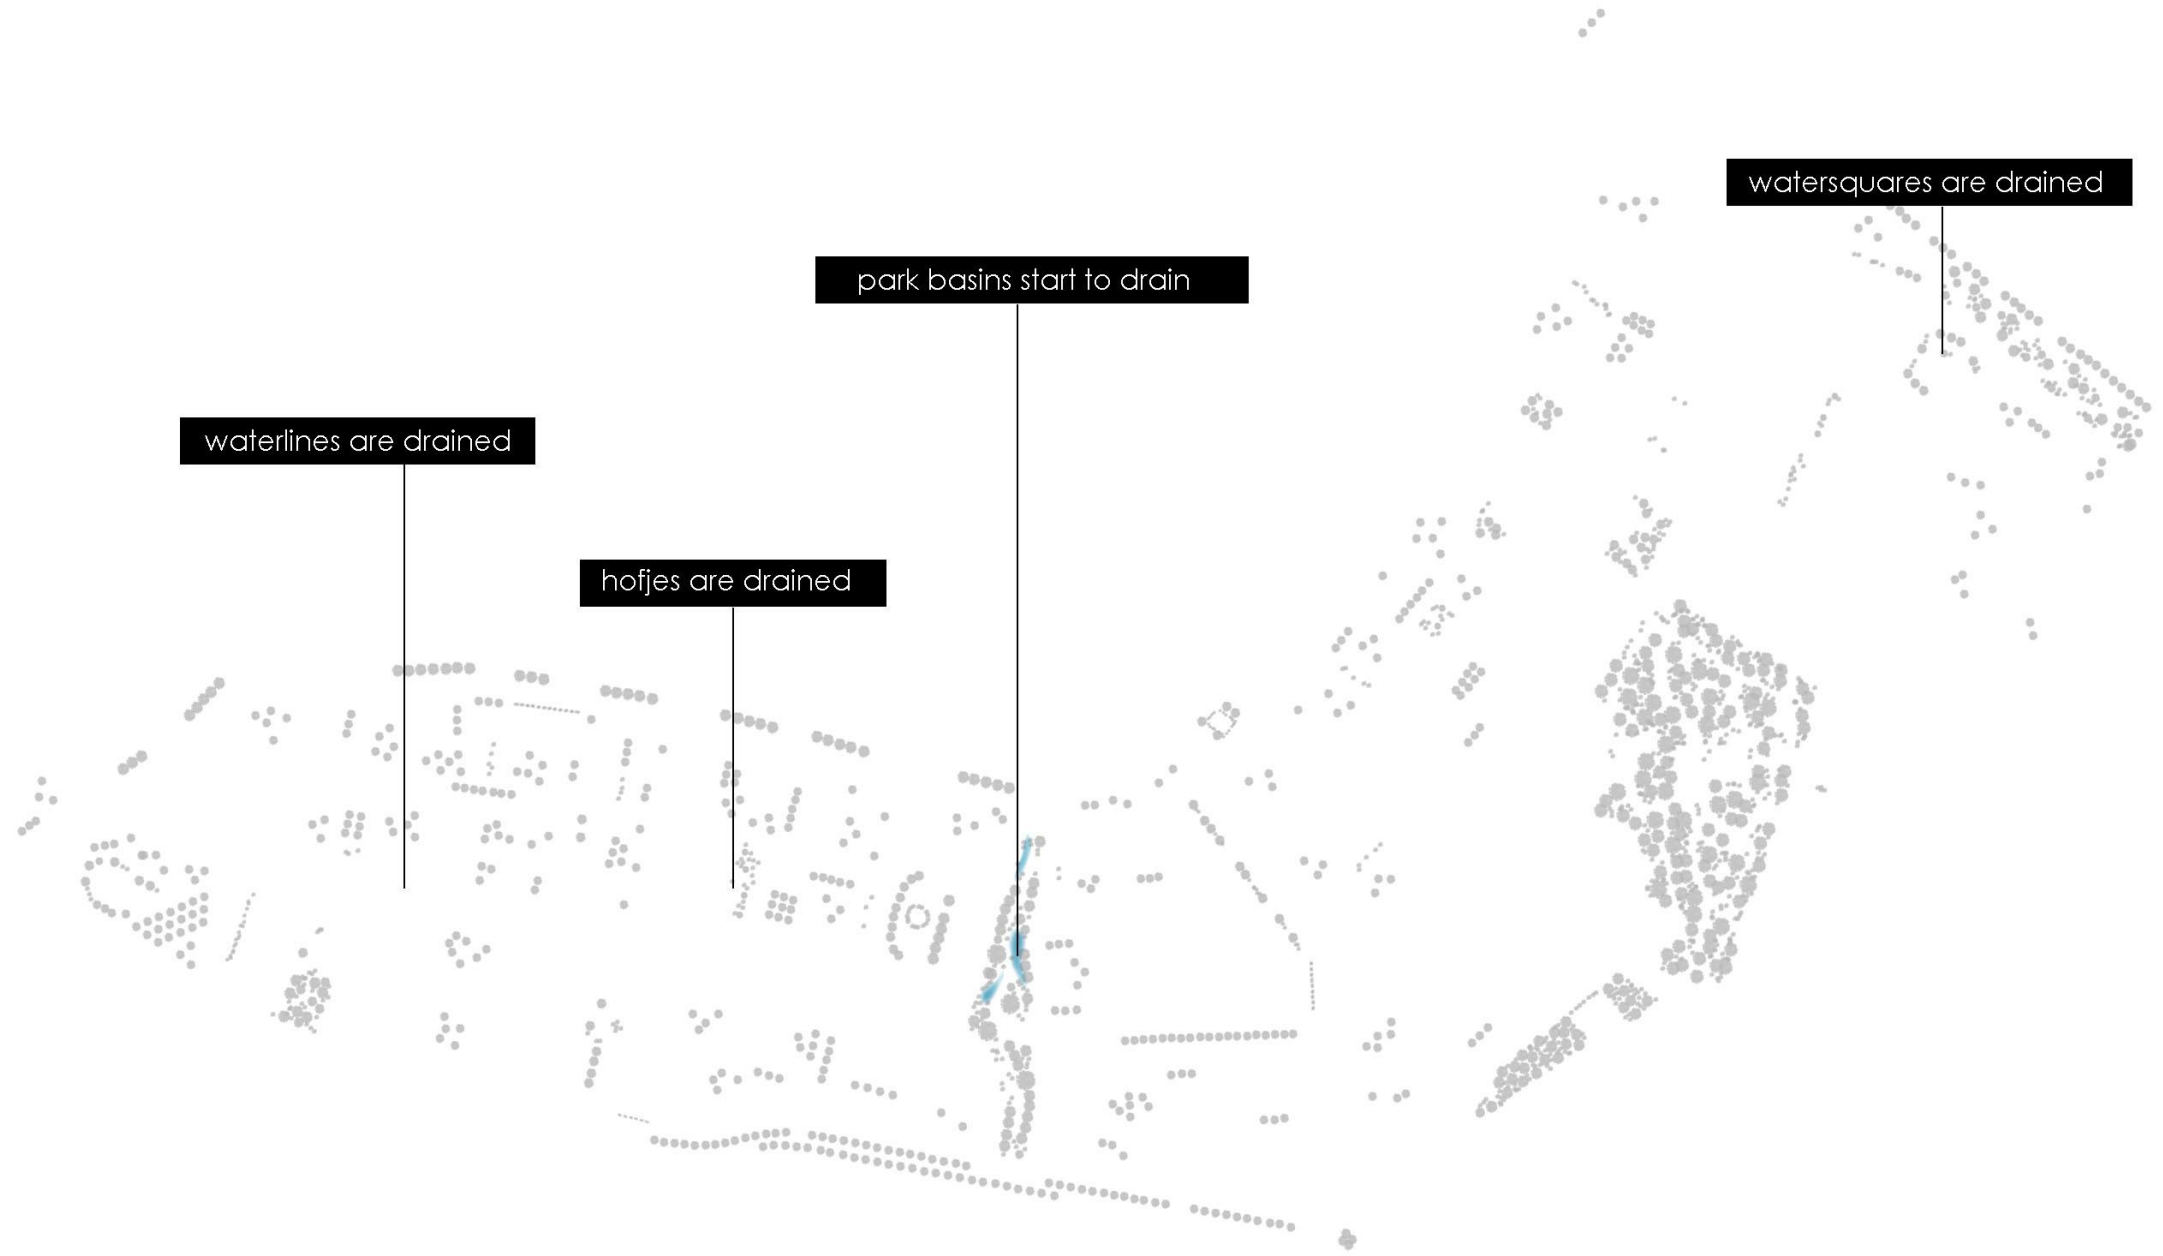 watersquares are drained
park basins start to drain
waterlines are drained
hofjes are drained